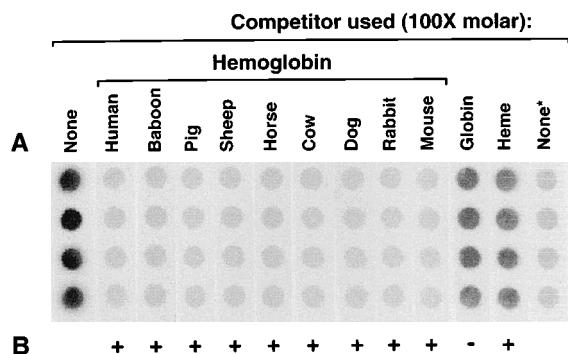 Competitor used (100X molar):
Hemoglobin
A None Human Baboon Pig Sheep Horse Cow Dog Rabbit Mouse Globin Heme None*
B + + + + + + + + + - +